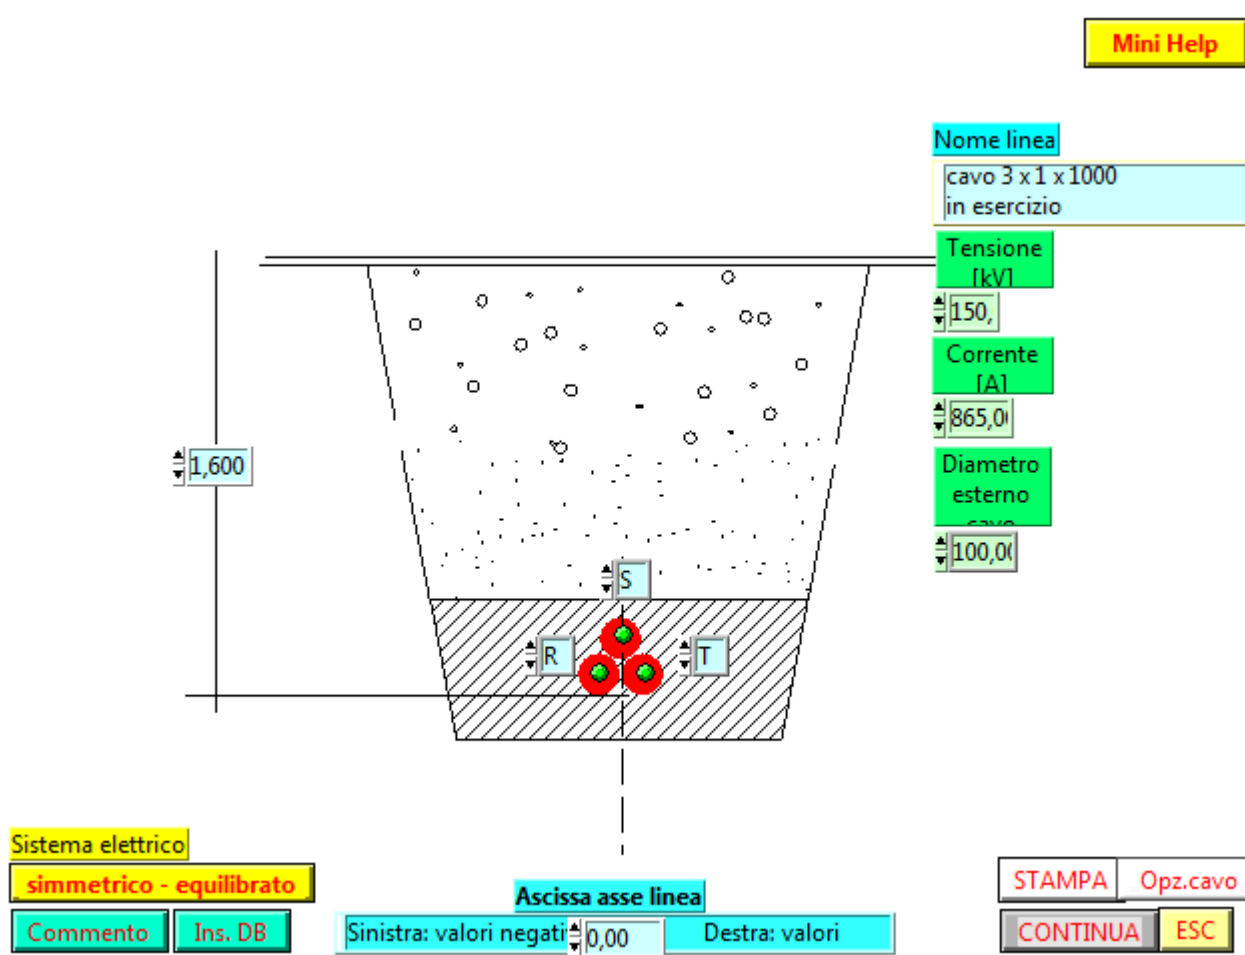 Mini Help
Nome linea
cavo 3 x 1 x 1000
in esercizio
Tensione
[kV]
150,
Corrente
[A]
865,0
1,600
Diametro
esterno
cavo
100,0
S
R
T
Sistema elettrico
simmetrico - equilibrato
Commento
Ins. DB
Ascissa asse linea
Sinistra: valori negati
0,00
Destra: valori
STAMPA
Opz.cavo
CONTINUA
ESC